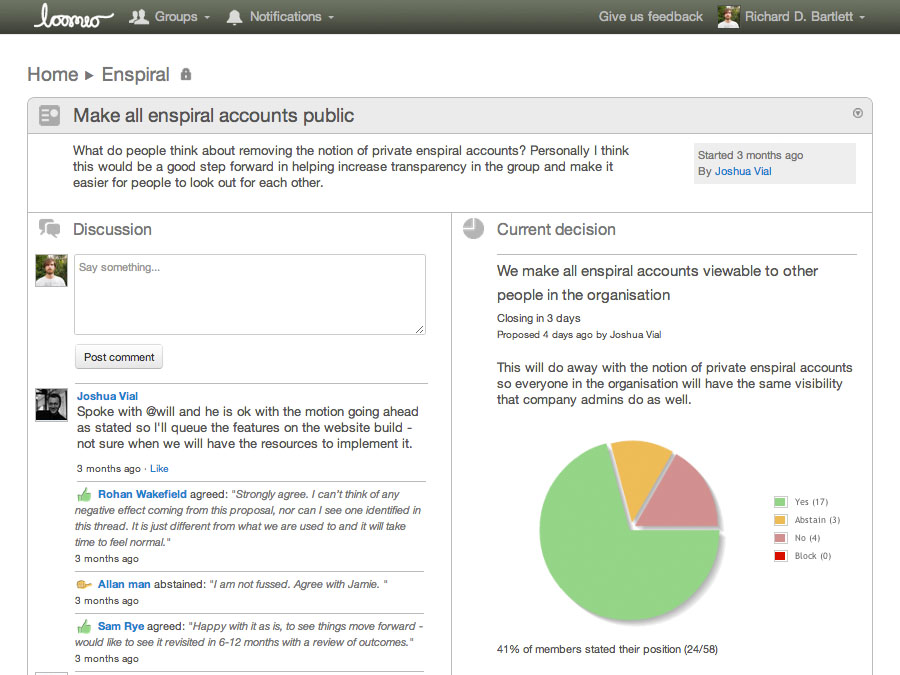 loomio Groups Notifications Give us feedback Richard D. Bartlett
Home ▸ Enspiral
Make all enspiral accounts public
What do people think about removing the notion of private enspiral accounts? Personally I think
this would be a good step forward in helping increase transparency in the group and make it
easier for people to look out for each other.
Started 3 months ago
By Joshua Vial
Discussion
Say something...
Post comment
Joshua Vial
Spoke with @will and he is ok with the motion going ahead
as stated so I'll queue the features on the website build -
not sure when we will have the resources to implement it.
3 months ago · Like
Rohan Wakefield agreed: "Strongly agree. I can't think of any
negative effect coming from this proposal, nor can I see one identified in
this thread. It is just different from what we are used to and it will take
time to feel normal."
3 months ago
Allan man abstained: "I am not fussed. Agree with Jamie. "
3 months ago
Sam Rye agreed: "Happy with it as is, to see things move forward -
would like to see it revisited in 6-12 months with a review of outcomes."
3 months ago
Current decision
We make all enspiral accounts viewable to other
people in the organisation
Closing in 3 days
Proposed 4 days ago by Joshua Vial
This will do away with the notion of private enspiral accounts
so everyone in the organisation will have the same visibility
that company admins do as well.
Yes (17)
Abstain (3)
No (4)
Block (0)
41% of members stated their position (24/58)